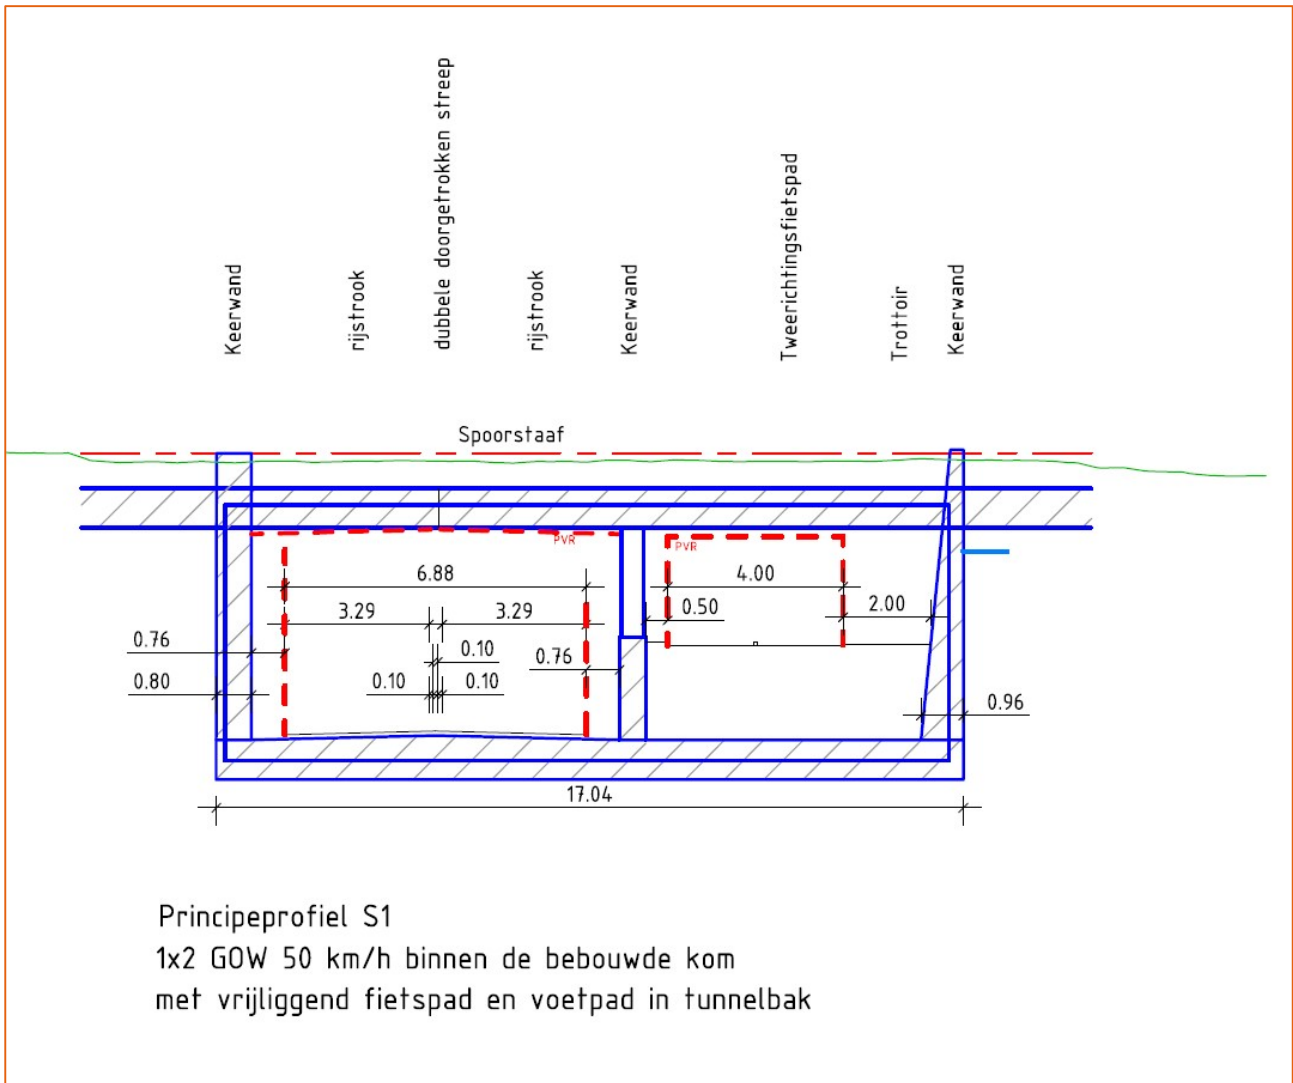 Keerwand
rijstrook
dubbele doorgetrokken streep
rijstrook
Keerwand
Tweerichtingsfietspad
Trottoir
Keerwand
Spoorstaaf
PVR
PVR
6.88
4.00
3.29
3.29
0.50
2.00
0.76
0.10
0.76
0.80
0.10
0.10
0.96
17.04
Principeprofiel S1
1x2 GOW 50 km/h binnen de bebouwde kom
met vrijliggend fietspad en voetpad in tunnelbak